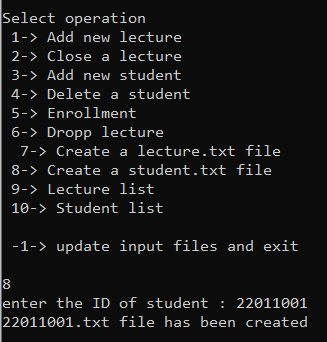 Select operation
1-> Add new lecture
2-> Close a lecture
3-> Add new student
4-> Delete a student
5-> Enrollment
6-> Dropp lecture
7-> Create a lecture.txt file
8-> Create a student.txt file
9-> Lecture list
10-> Student list
-1-> update input files and exit
8
enter the ID of student : 22011001
22011001.txt file has been created